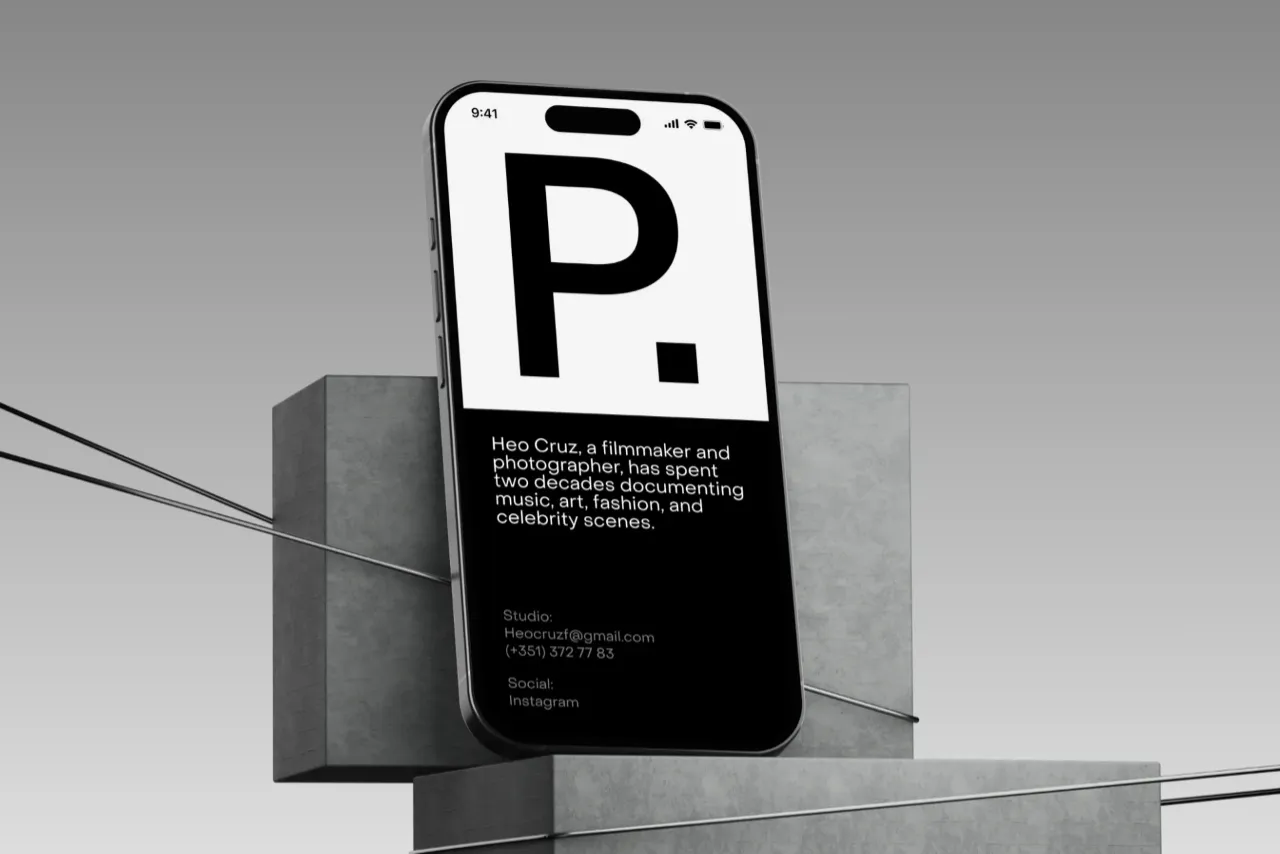 9:41
P.
Heo Cruz, a filmmaker and
photographer, has spent
two decades documenting
music, art, fashion, and
celebrity scenes.
Studio:
Heocruzf@gmail.com
(+351) 372 77 83
Social:
Instagram